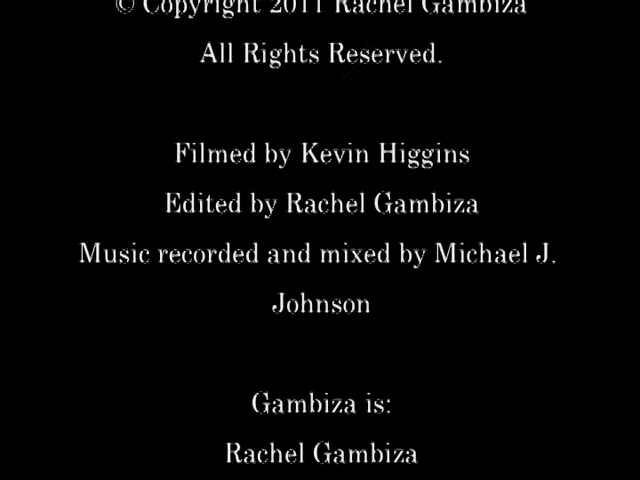 © Copyright 2011 Rachel Gambiza
All Rights Reserved.
Filmed by Kevin Higgins
Edited by Rachel Gambiza
Music recorded and mixed by Michael J.
Johnson
Gambiza is:
Rachel Gambiza